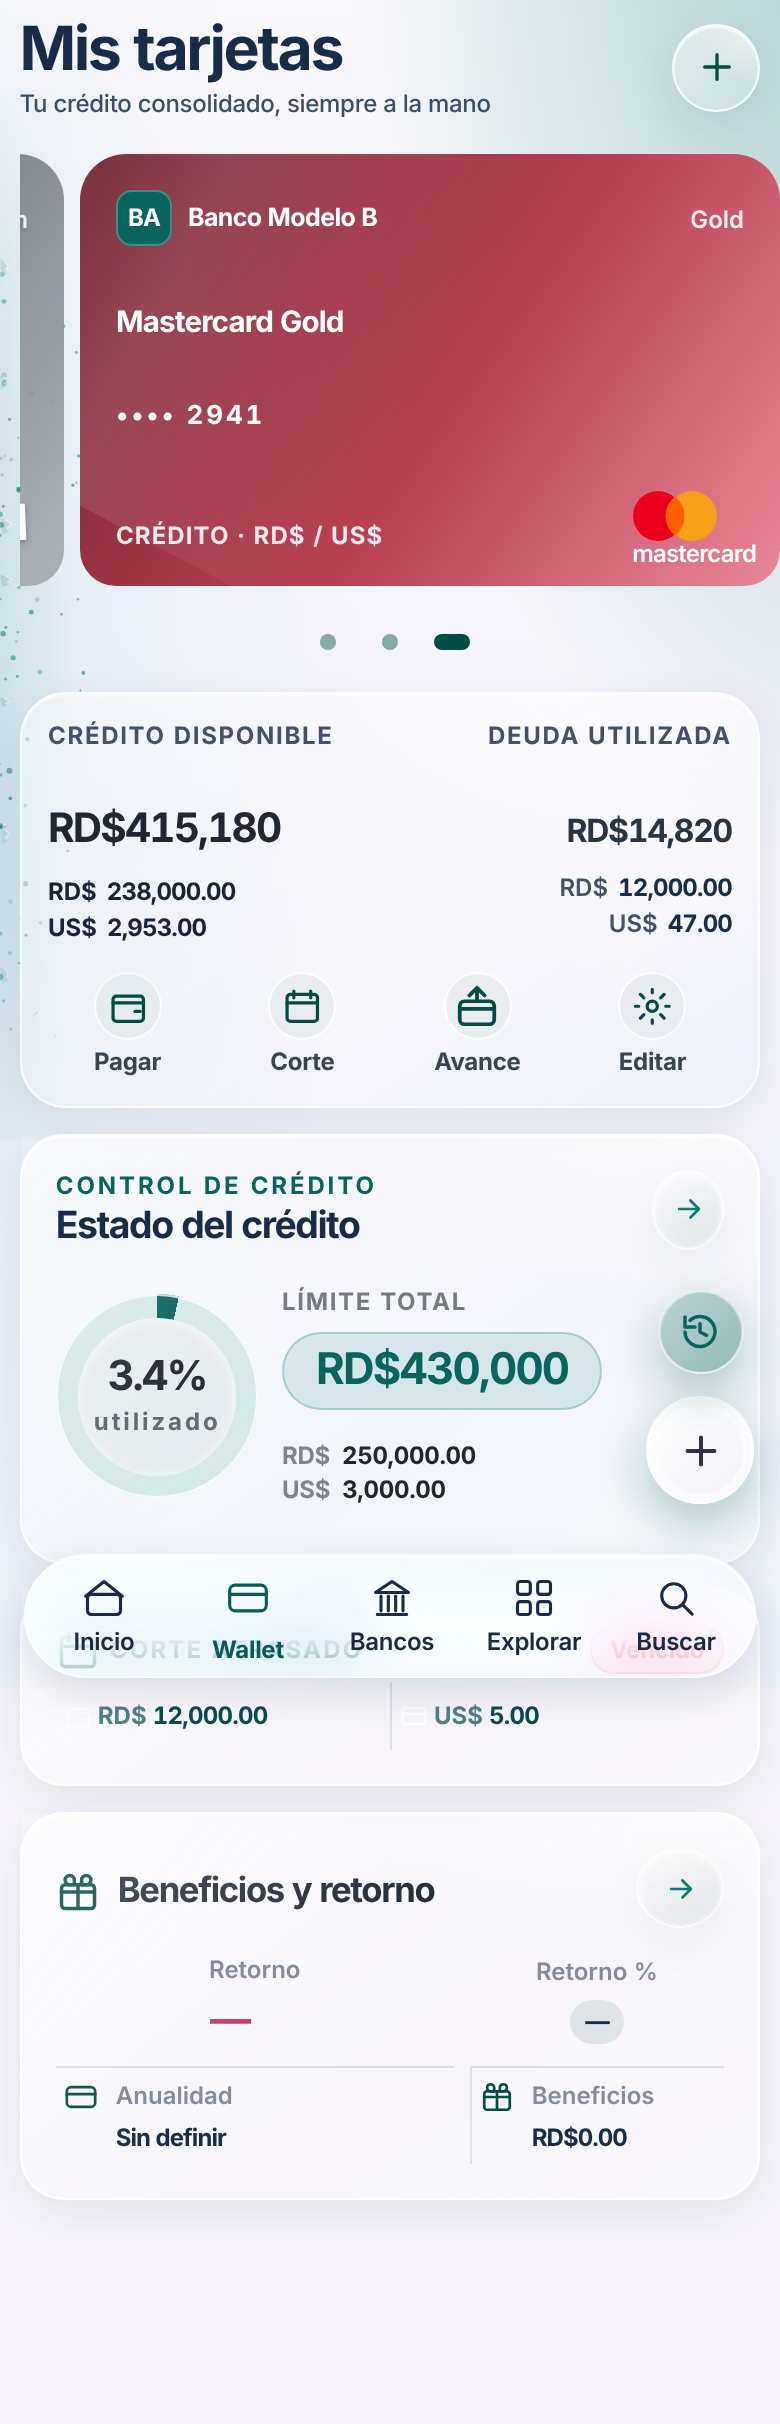 Mis tarjetas
Tu crédito consolidado, siempre a la mano
BA Banco Modelo B
Gold
Mastercard Gold
•••• 2941
CRÉDITO · RD$ / US$
mastercard
CRÉDITO DISPONIBLE
DEUDA UTILIZADA
RD$415,180
RD$14,820
RD$ 238,000.00
RD$ 12,000.00
US$ 2,953.00
US$ 47.00
Pagar
Corte
Avance
Editar
CONTROL DE CRÉDITO
Estado del crédito
LÍMITE TOTAL
3.4%
utilizado
RD$430,000
RD$ 250,000.00
US$ 3,000.00
Inicio
Wallet
Bancos
Explorar
Buscar
CORTE
Vencido
RD$ 12,000.00
US$ 5.00
Beneficios y retorno
Retorno
—
Retorno %
—
Anualidad
Sin definir
Beneficios
RD$0.00